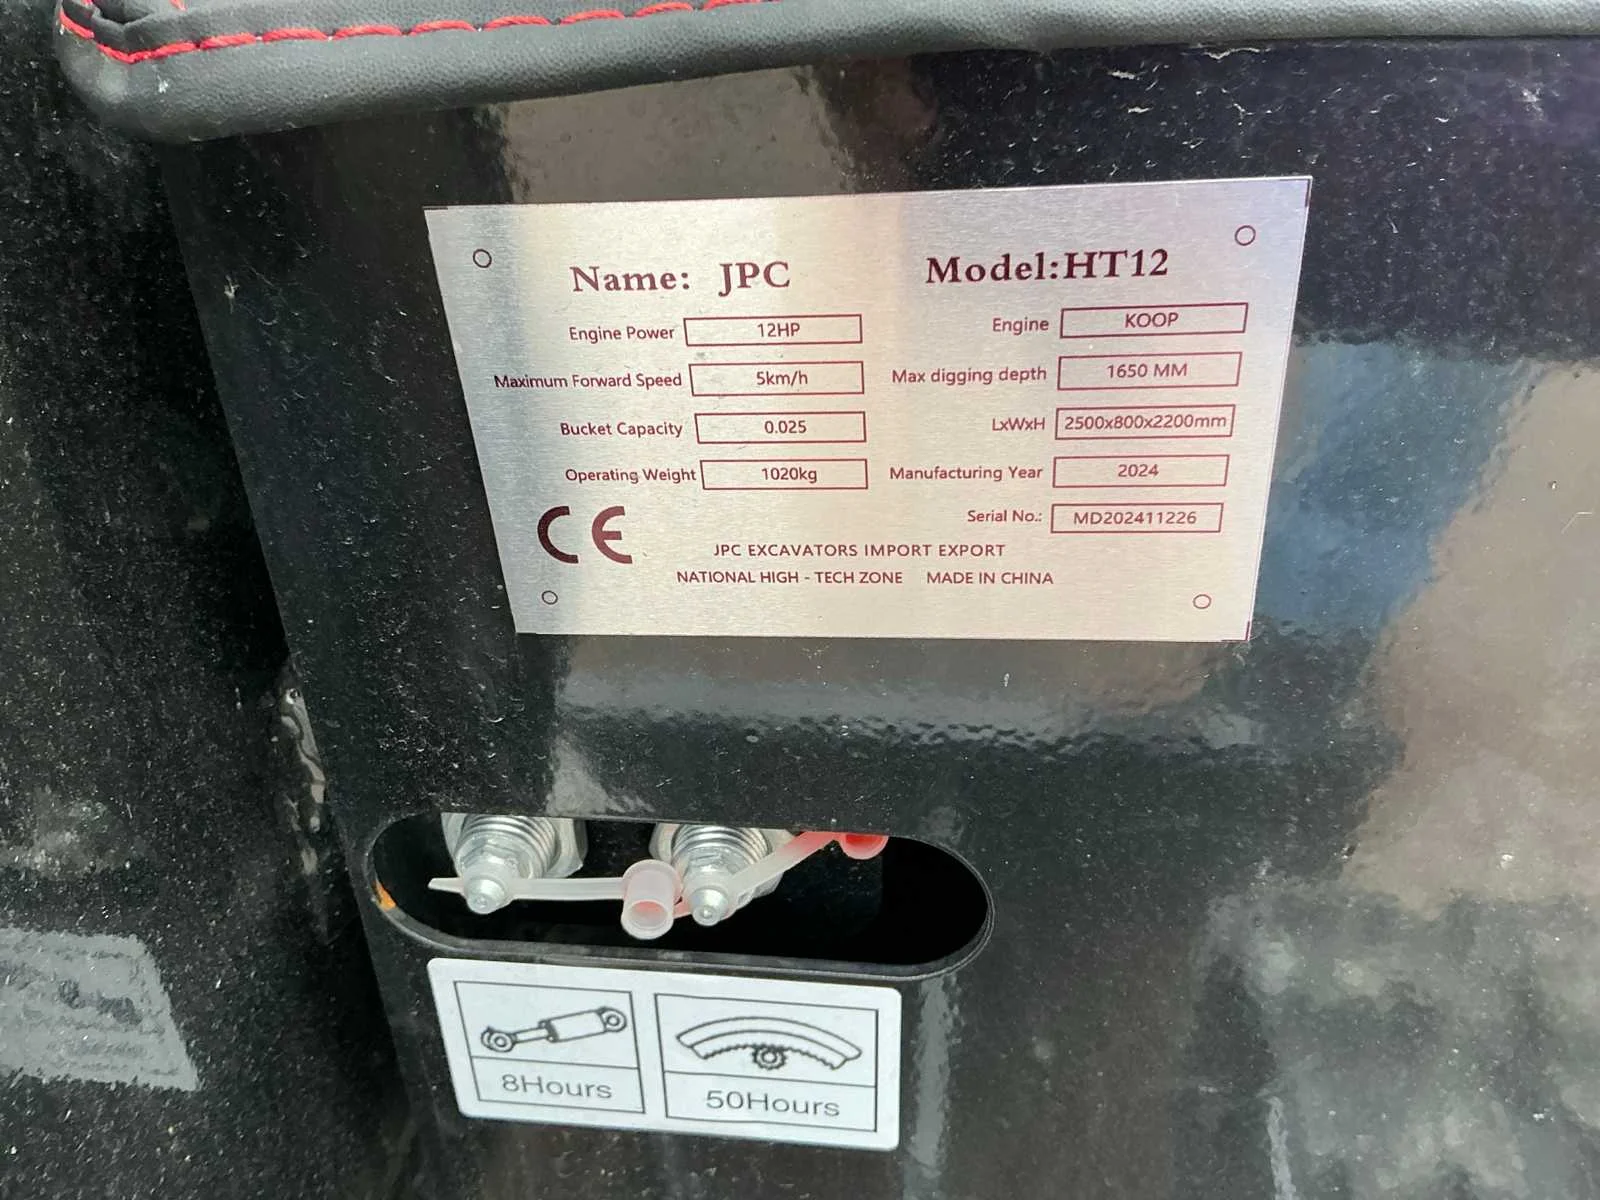 Name: JPC Model:HT12
Engine Power 12HP Engine KOOP
Maximum Forward Speed 5km/h Max digging depth 1650 MM
Bucket Capacity 0.025 LxWxH 2500x800x2200mm
Operating Weight 1020kg Manufacturing Year 2024
Serial No.: MD202411226
CE
JPC EXCAVATORS IMPORT EXPORT
NATIONAL HIGH - TECH ZONE MADE IN CHINA
8Hours 50Hours